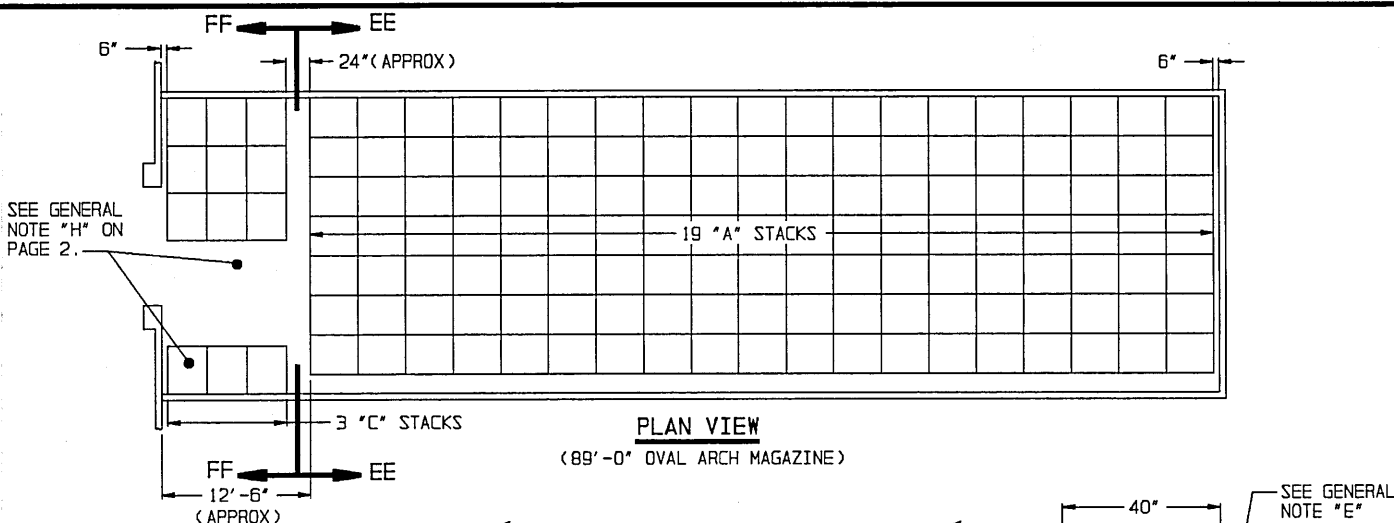 FF EE
6"
24"(APPROX)
6"
SEE GENERAL
NOTE "H" ON
PAGE 2.
19 "A" STACKS
3 "C" STACKS
PLAN VIEW
(89'-0" OVAL ARCH MAGAZINE)
FF EE
12'-6"
(APPROX)
40"
SEE GENERAL
NOTE "E"